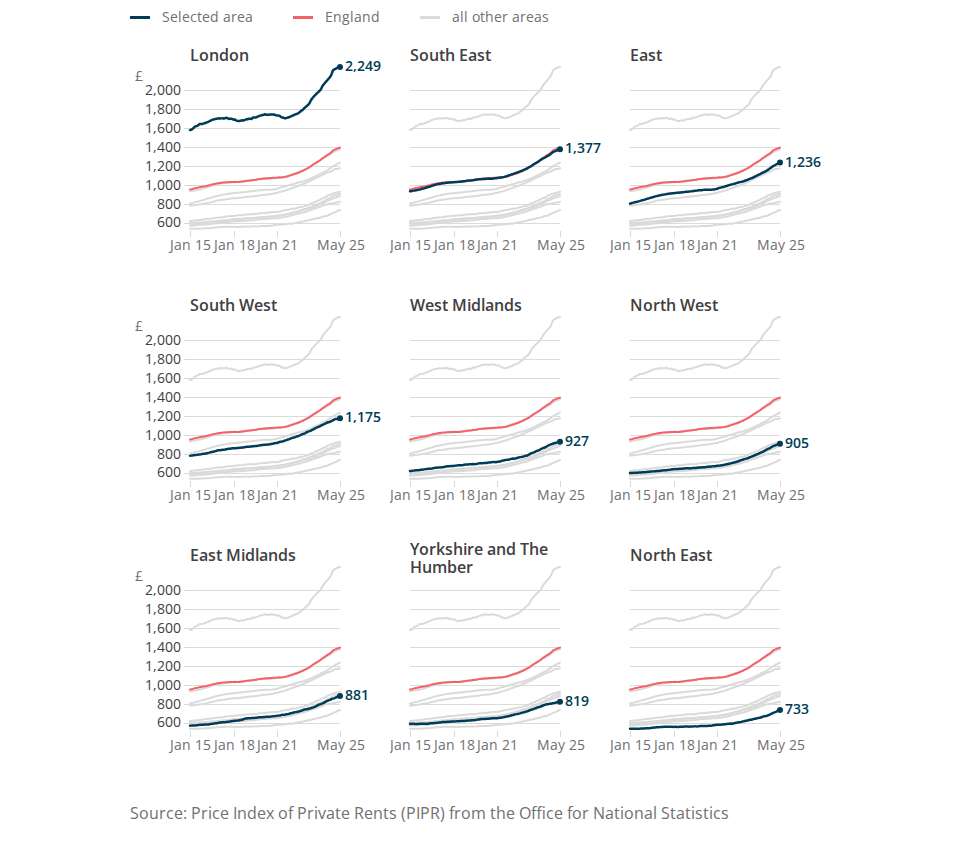 Selected area England all other areas
London South East East
£
2,249
2,000
1,800
1,600
1,400 1,377
1,200 1,236
1,000
800
600
Jan 15 Jan 18 Jan 21 May 25 Jan 15 Jan 18 Jan 21 May 25 Jan 15 Jan 18 Jan 21 May 25
South West West Midlands North West
£
2,000
1,800
1,600
1,400
1,200 1,175
1,000
927 905
800
600
Jan 15 Jan 18 Jan 21 May 25 Jan 15 Jan 18 Jan 21 May 25 Jan 15 Jan 18 Jan 21 May 25
East Midlands Yorkshire and The North East
Humber
£
2,000
1,800
1,600
1,400
1,200
1,000
881 819 733
800
600
Jan 15 Jan 18 Jan 21 May 25 Jan 15 Jan 18 Jan 21 May 25 Jan 15 Jan 18 Jan 21 May 25
Source: Price Index of Private Rents (PIPR) from the Office for National Statistics